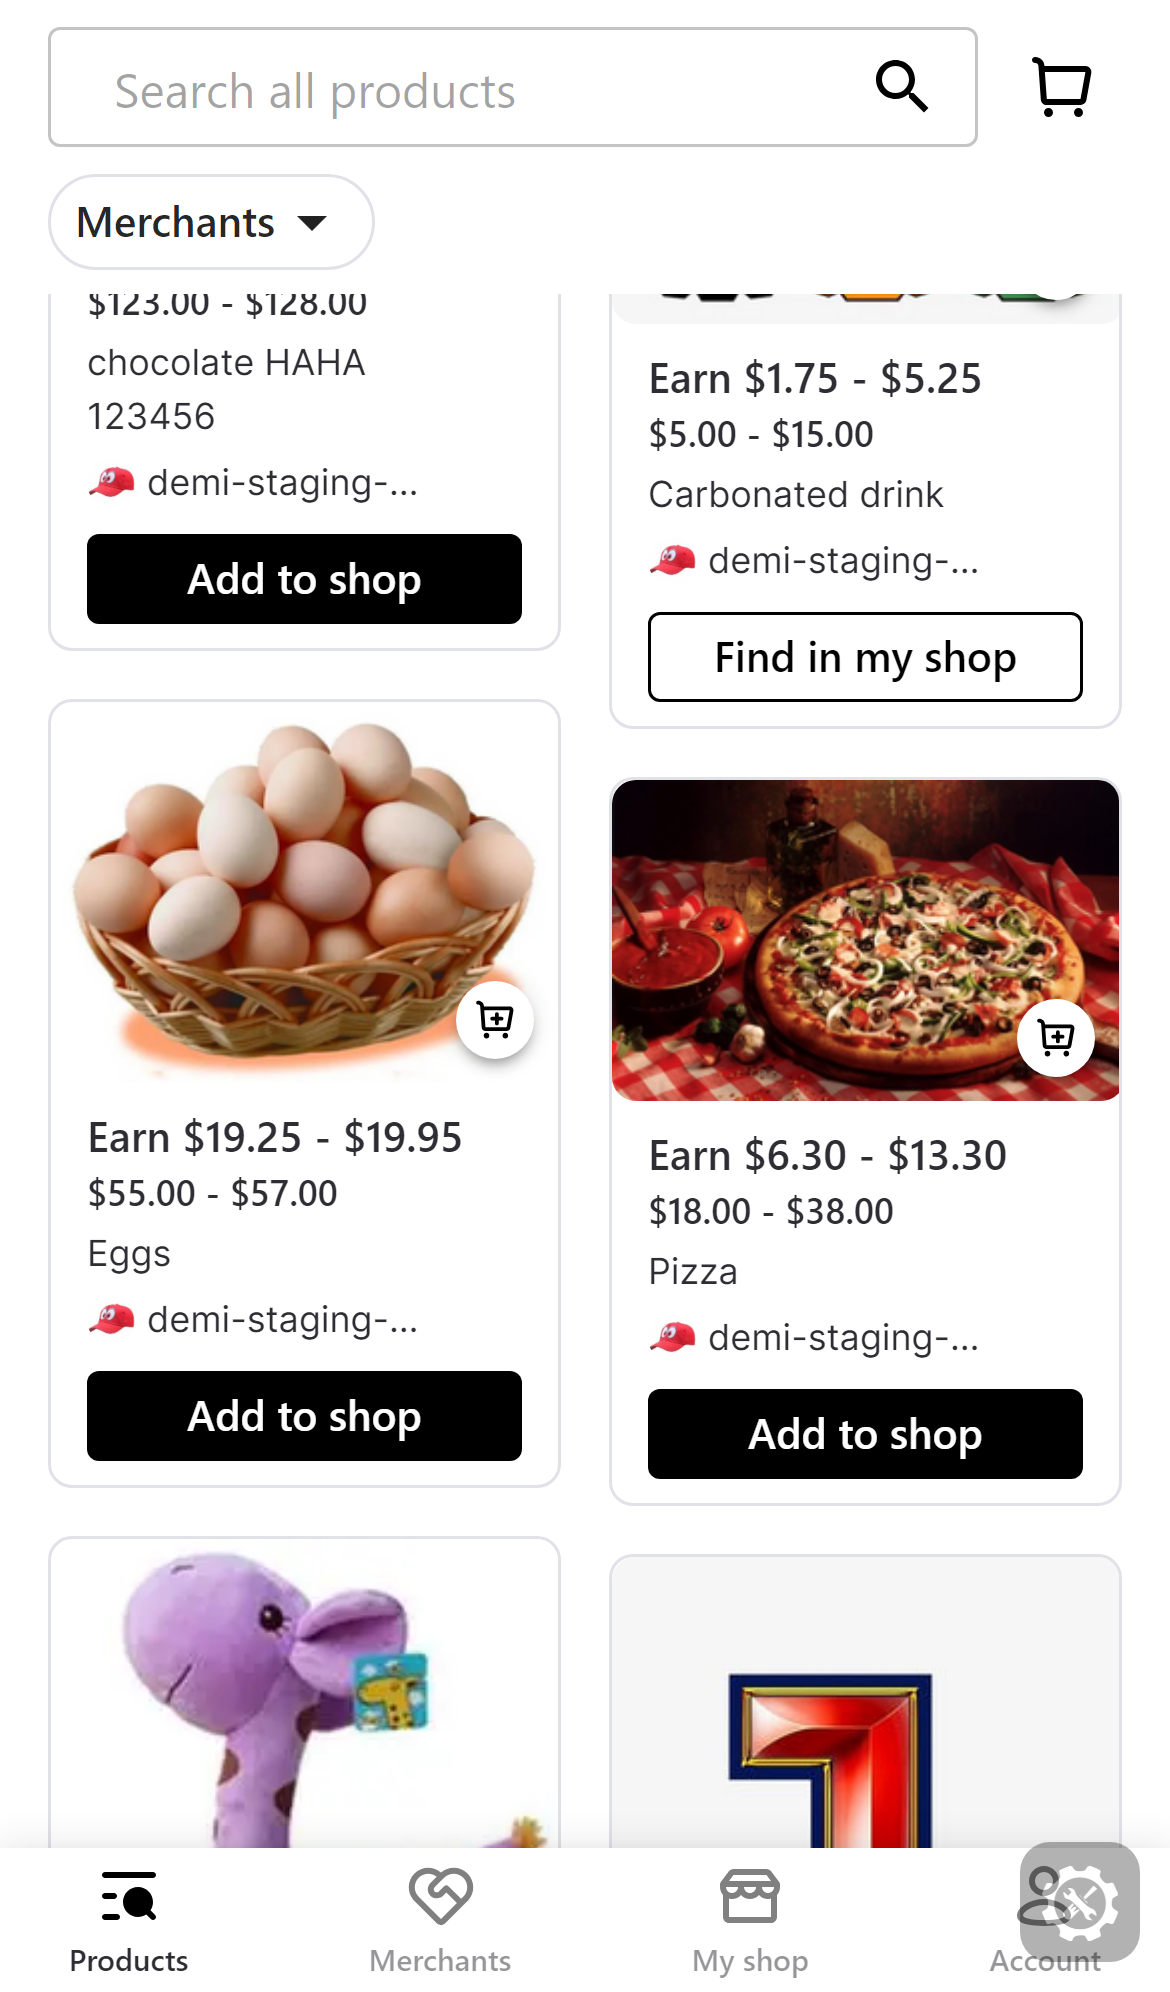 Search all products
Merchants
$123.00 - $128.00
chocolate HAHA
123456
demi-staging-...
Add to shop
Earn $1.75 - $5.25
$5.00 - $15.00
Carbonated drink
demi-staging-...
Find in my shop
Earn $19.25 - $19.95
$55.00 - $57.00
Eggs
demi-staging-...
Add to shop
Earn $6.30 - $13.30
$18.00 - $38.00
Pizza
demi-staging-...
Add to shop
1
Products
Merchants
My shop
Account